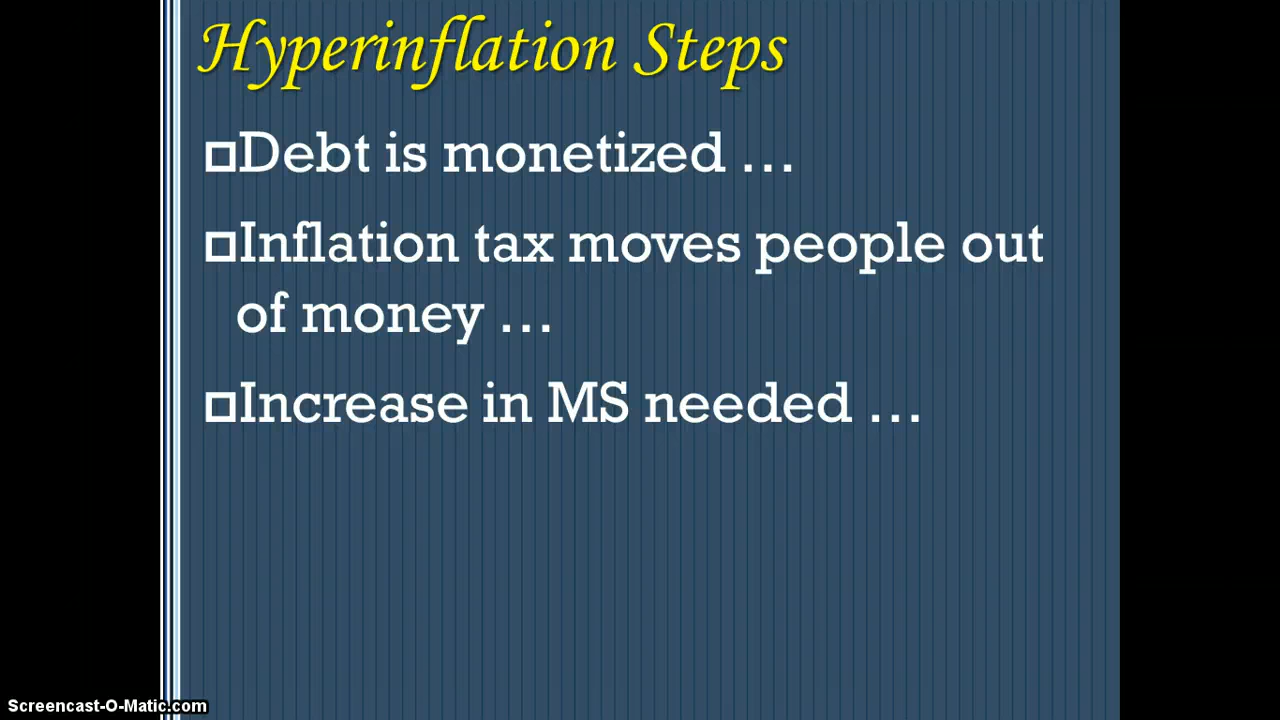 Hyperinflation Steps
Debt is monetized …
Inflation tax moves people out
of money …
Increase in MS needed …
Screencast-O-Matic.com